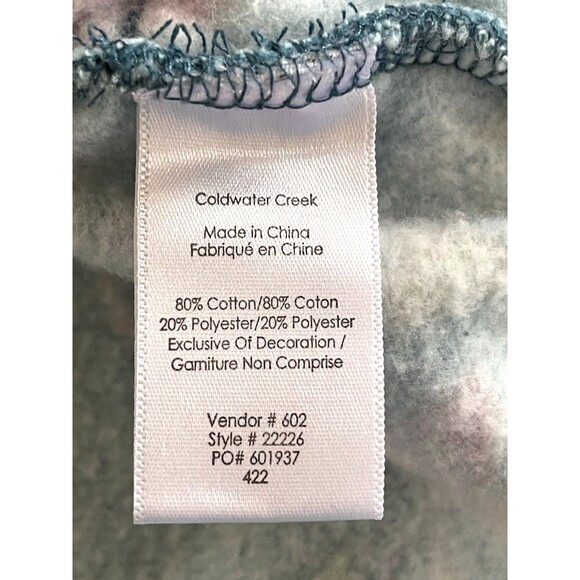 Coldwater Creek
Made in China
Fabriqué en Chine
80% Cotton/80% Coton
20% Polyester/20% Polyester
Exclusive Of Decoration /
Garniture Non Comprise
Vendor # 602
Style # 22226
PO# 601937
422